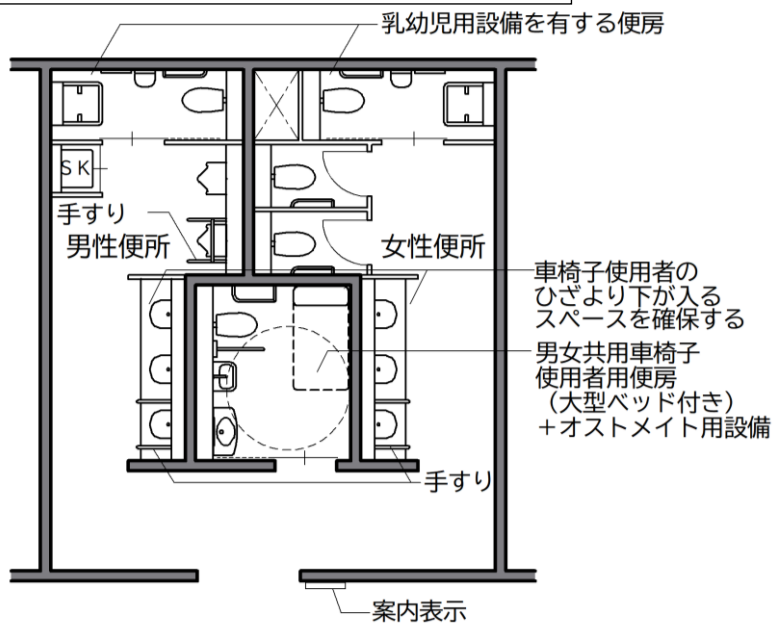 乳幼児用設備を有する便房
SK
手すり
男性便所
女性便所
車椅子使用者の
ひざより下が入る
スペースを確保する
男女共用車椅子
使用者用便房
（大型ベッド付き）
＋オストメイト用設備
手すり
案内表示